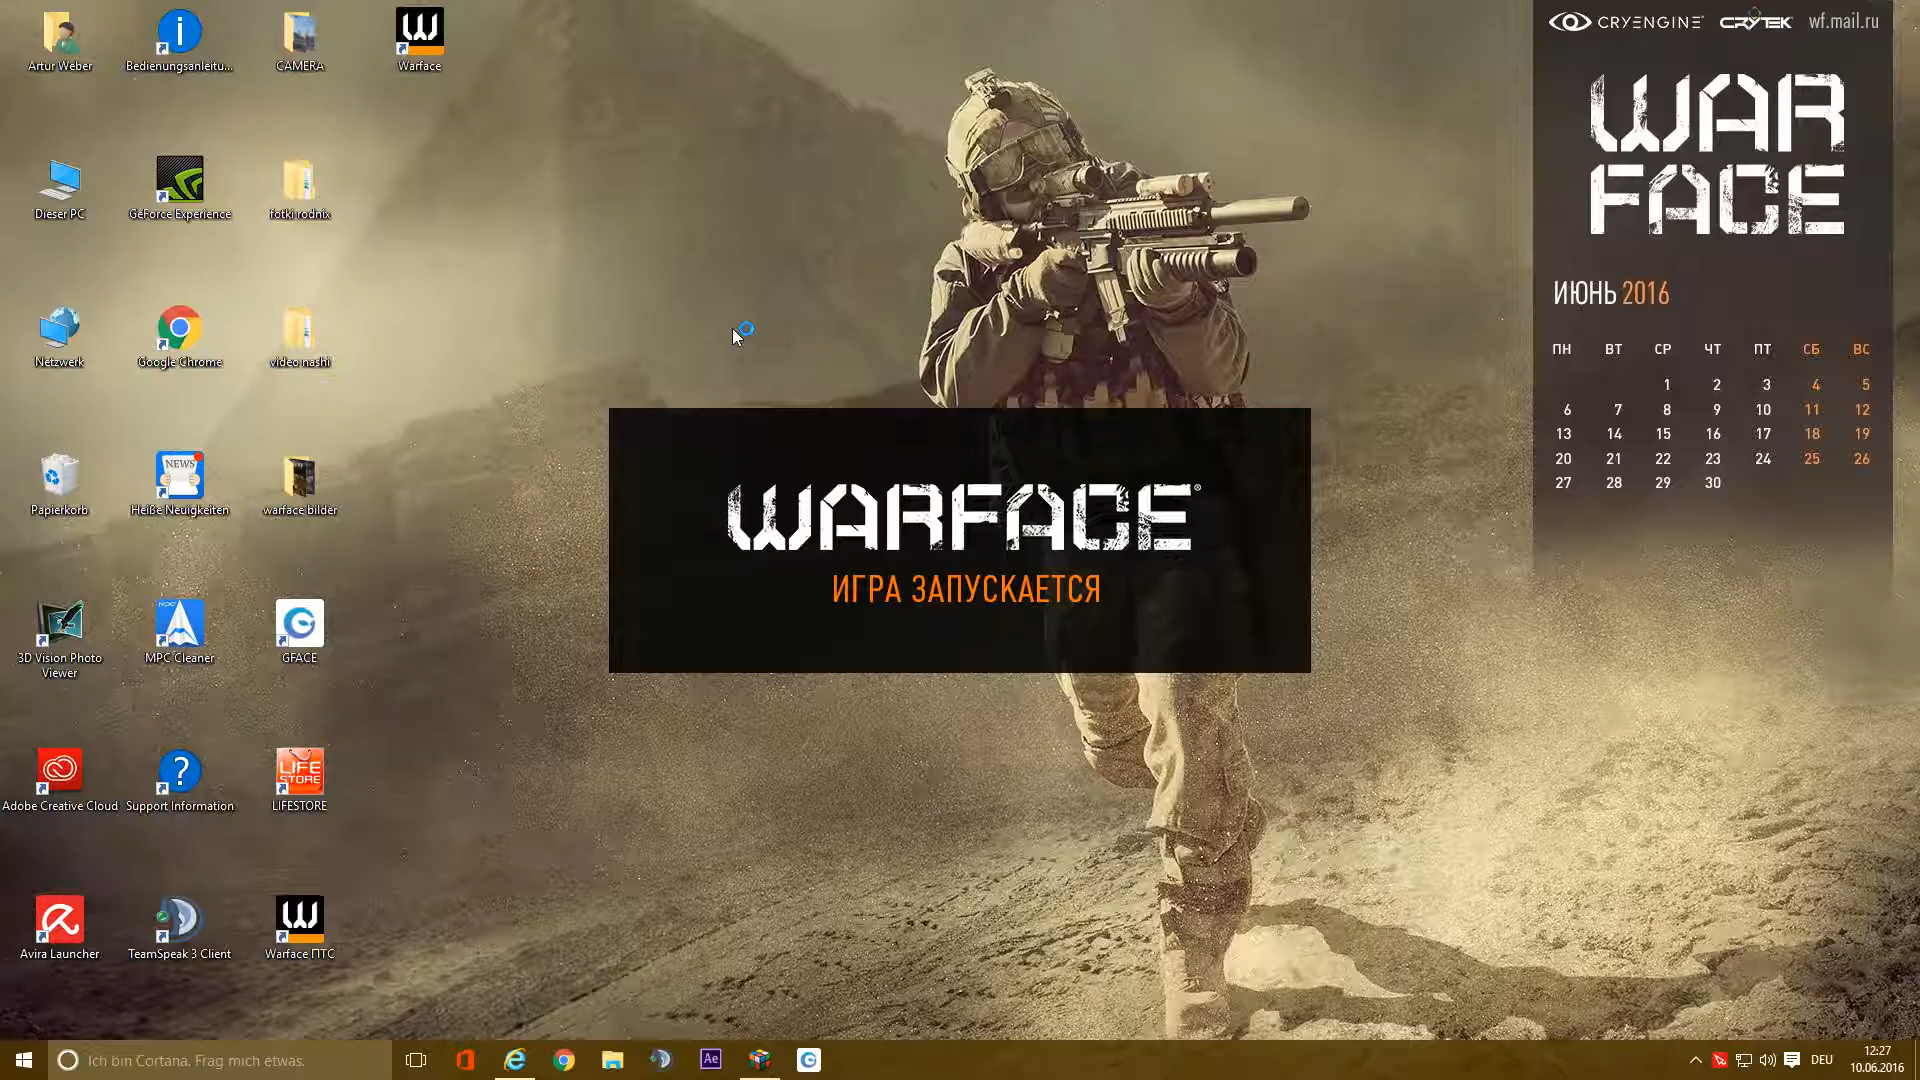 Artur Weber
Bedienungsanleitu...
CAMERA
Warface
Dieser PC
GeForce Experience
fotki rodnix
Netzwerk
Google Chrome
video nashi
NEWS
Papierkorb
Heiße Neuigkeiten
warface bilder
MPC
3D Vision Photo
Viewer
MPC Cleaner
GFACE
LIFE
STORE
Adobe Creative Cloud
Support Information
LIFESTORE
Avira Launcher
TeamSpeak 3 Client
Warface ПТС
WARFACE®
ИГРА ЗАПУСКАЕТСЯ
CRYENGINE® CRYTEK wf.mail.ru
WAR
FACE
ИЮНЬ 2016
ПН ВТ СР ЧТ ПТ СБ ВС
1 2 3 4 5
6 7 8 9 10 11 12
13 14 15 16 17 18 19
20 21 22 23 24 25 26
27 28 29 30
Ich bin Cortana. Frag mich etwas.
Ae
DEU
12:27
10.06.2016